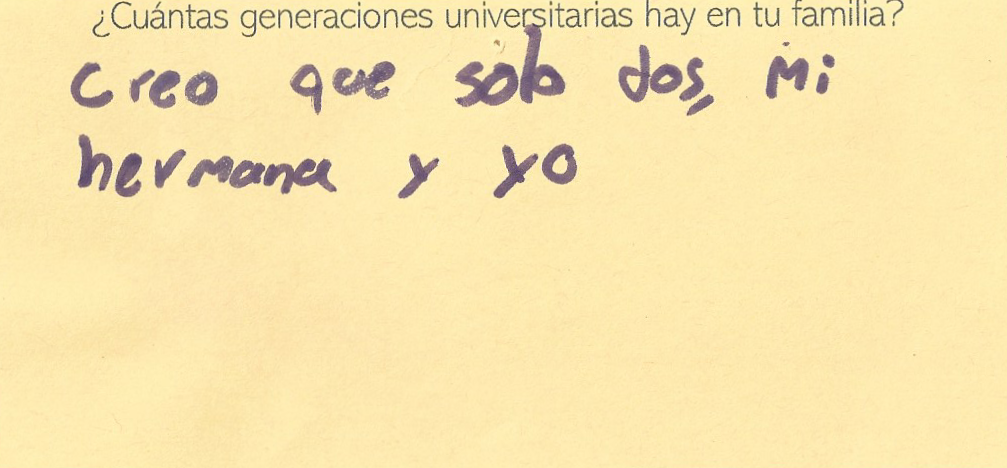 ¿Cuántas generaciones universitarias hay en tu familia?
Creo que solo dos, mi
hermana y yo